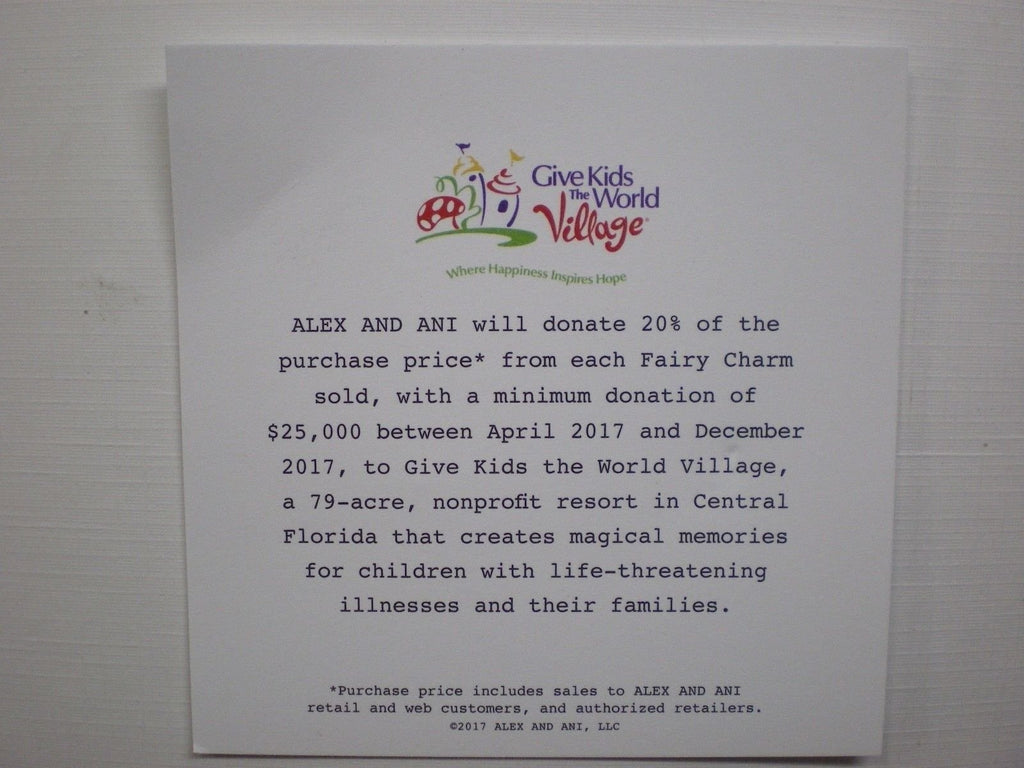 Give Kids
The World
Village®
Where Happiness Inspires Hope
ALEX AND ANI will donate 20% of the
purchase price* from each Fairy Charm
sold, with a minimum donation of
$25,000 between April 2017 and December
2017, to Give Kids the World Village,
a 79-acre, nonprofit resort in Central
Florida that creates magical memories
for children with life-threatening
illnesses and their families.
*Purchase price includes sales to ALEX AND ANI
retail and web customers, and authorized retailers.
©2017 ALEX AND ANI, LLC